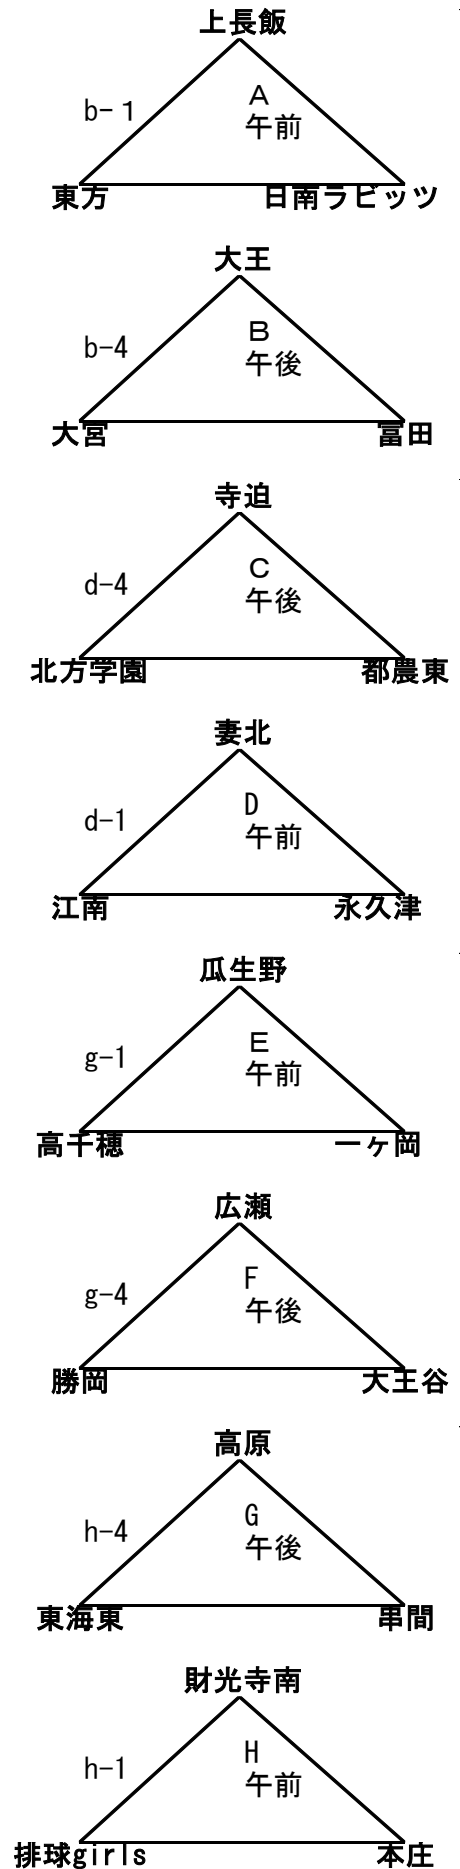 上長飯
b-１
Ａ
午前
東方 日南ラビッツ
大王
b-4
Ｂ
午後
大宮 冨田
寺迫
d-4
Ｃ
午後
北方学園 都農東
妻北
d-1
D
午前
江南 永久津
瓜生野
g-1
Ｅ
午前
高千穂 一ヶ岡
広瀬
g-4
F
午後
勝岡 大王谷
高原
h-4
G
午後
東海東 串間
財光寺南
h-1
H
午前
排球girls 本庄